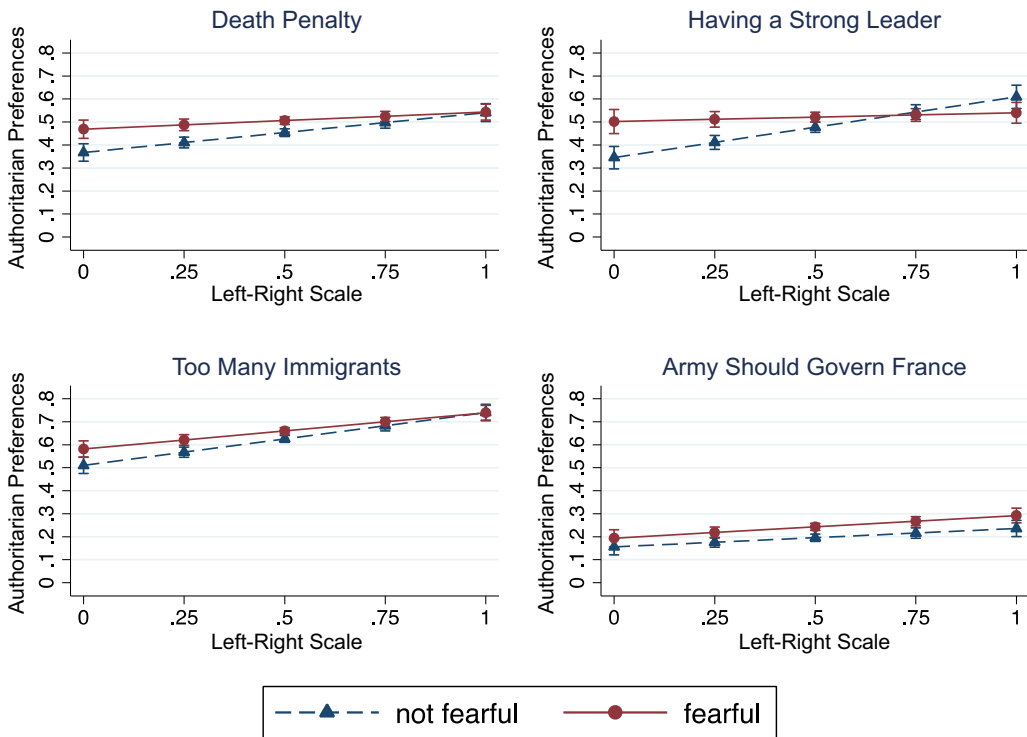 Death Penalty
Authoritarian Preferences
.8
.7
.6
.5
.4
.3
.2
.1
0
0 .25 .5 .75 1
Left-Right Scale
Having a Strong Leader
Authoritarian Preferences
.8
.7
.6
.5
.4
.3
.2
.1
0
0 .25 .5 .75 1
Left-Right Scale
Too Many Immigrants
Authoritarian Preferences
.8
.7
.6
.5
.4
.3
.2
.1
0
0 .25 .5 .75 1
Left-Right Scale
Army Should Govern France
Authoritarian Preferences
.8
.7
.6
.5
.4
.3
.2
.1
0
0 .25 .5 .75 1
Left-Right Scale
not fearful fearful